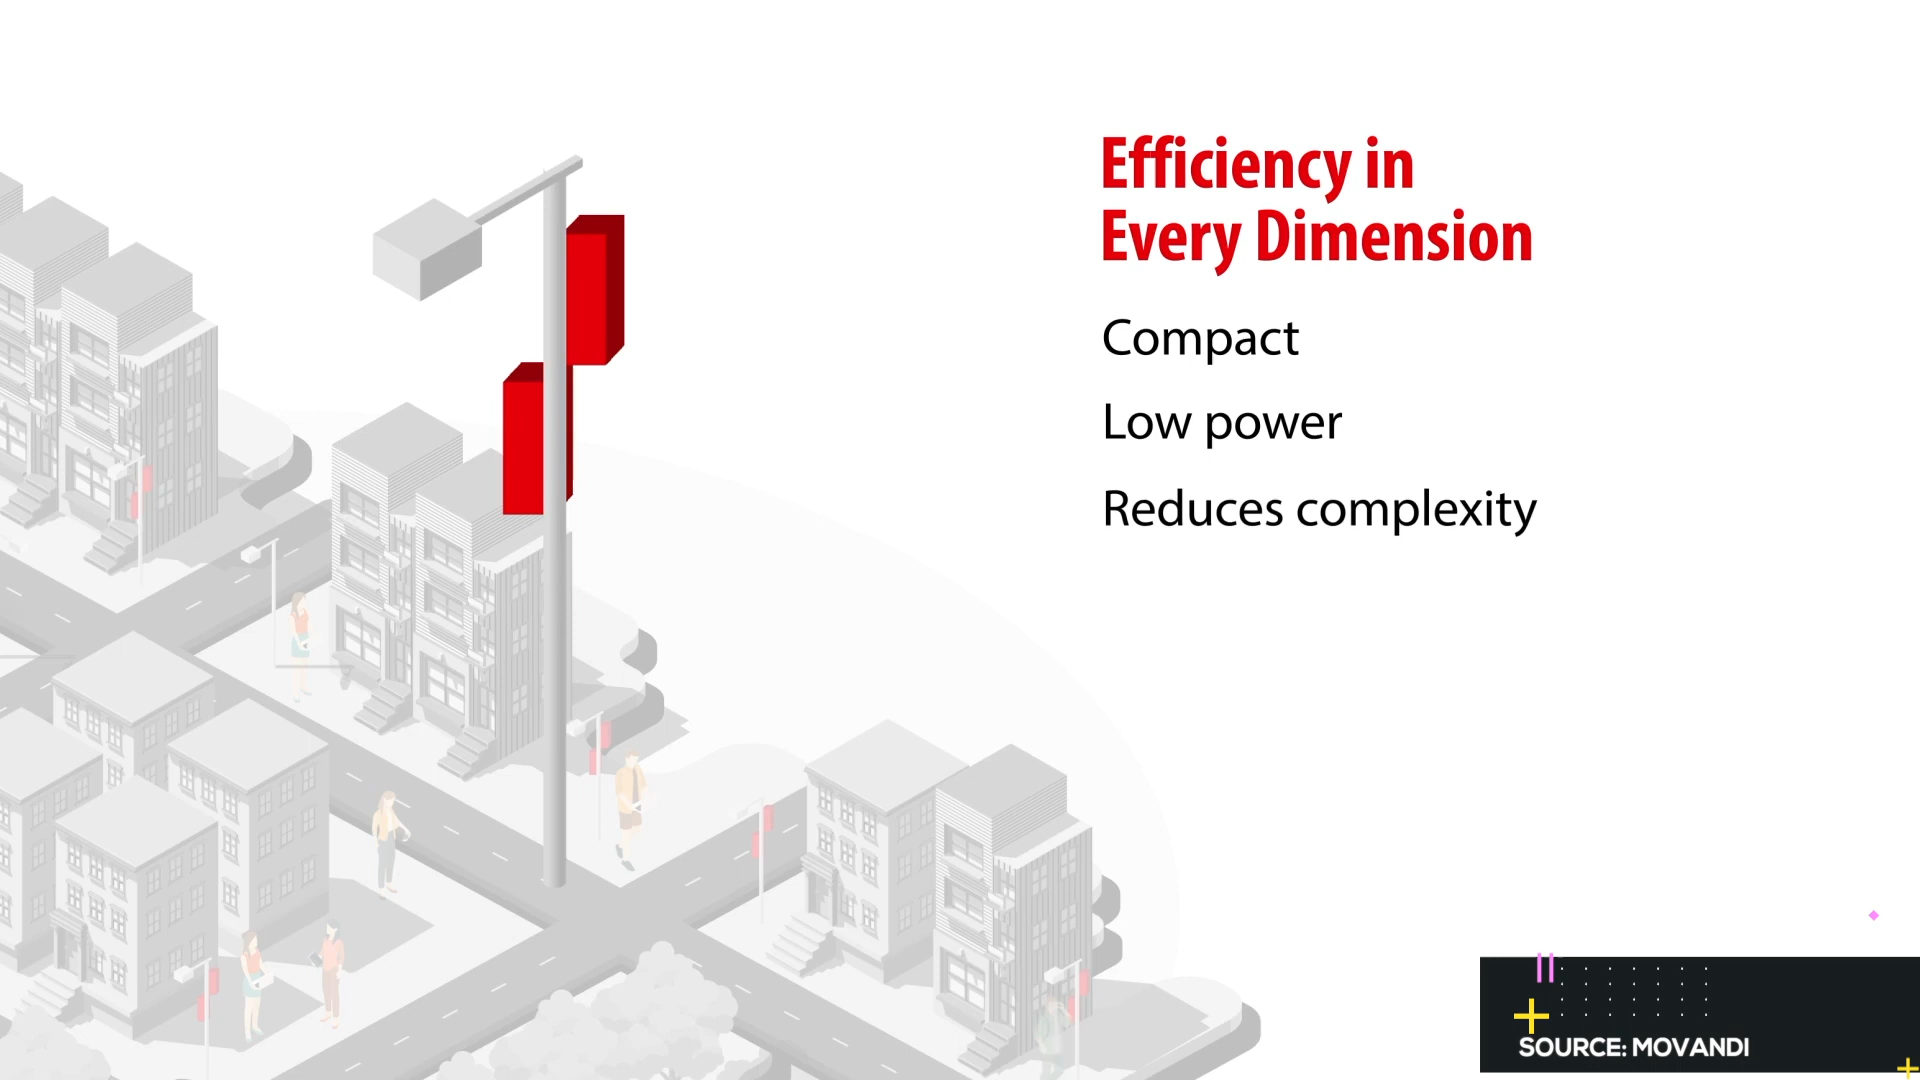 Efficiency in
Every Dimension
Compact
Low power
Reduces complexity
SOURCE: MOVANDI